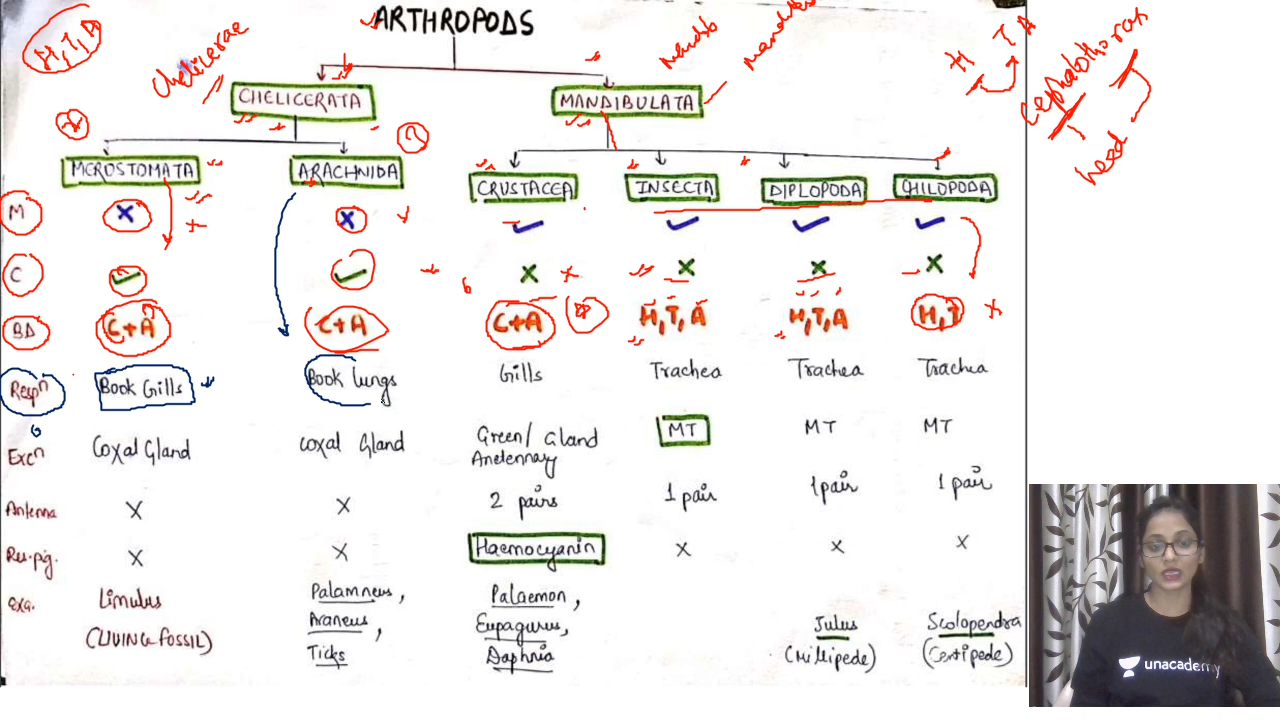 ARTHROPODS
H,T,A
Chelicerae
mandib
H T A
Cephalothorax
head
CHELICERATA
MANDIBULATA
MEROSTOMATA
ARACHNIDA
CRUSTACEA
INSECTA
DIPLOPODA
CHILOPODA
M X X ✓ ✓ ✓ ✓
C ✓ ✓ X X X X
BD C+A C+A C+A H,T,A H,T,A H,T
Respⁿ Book Gills Book lungs Gills Trachea Trachea Trachea
Excⁿ Coxal Gland coxal Gland Green/ Gland MT MT MT
Antennary
Antenna X X 2 pairs 1 pair 1 pair 1 pair
Res.pig. X X Haemocyanin X X X
exa. Limulus Palamneus, Palaemon, Julus Scolopendra
(LIVING FOSSIL) Araneus, Eupagurus, (Millipede) (Centipede)
Ticks Daphnia
unacademy